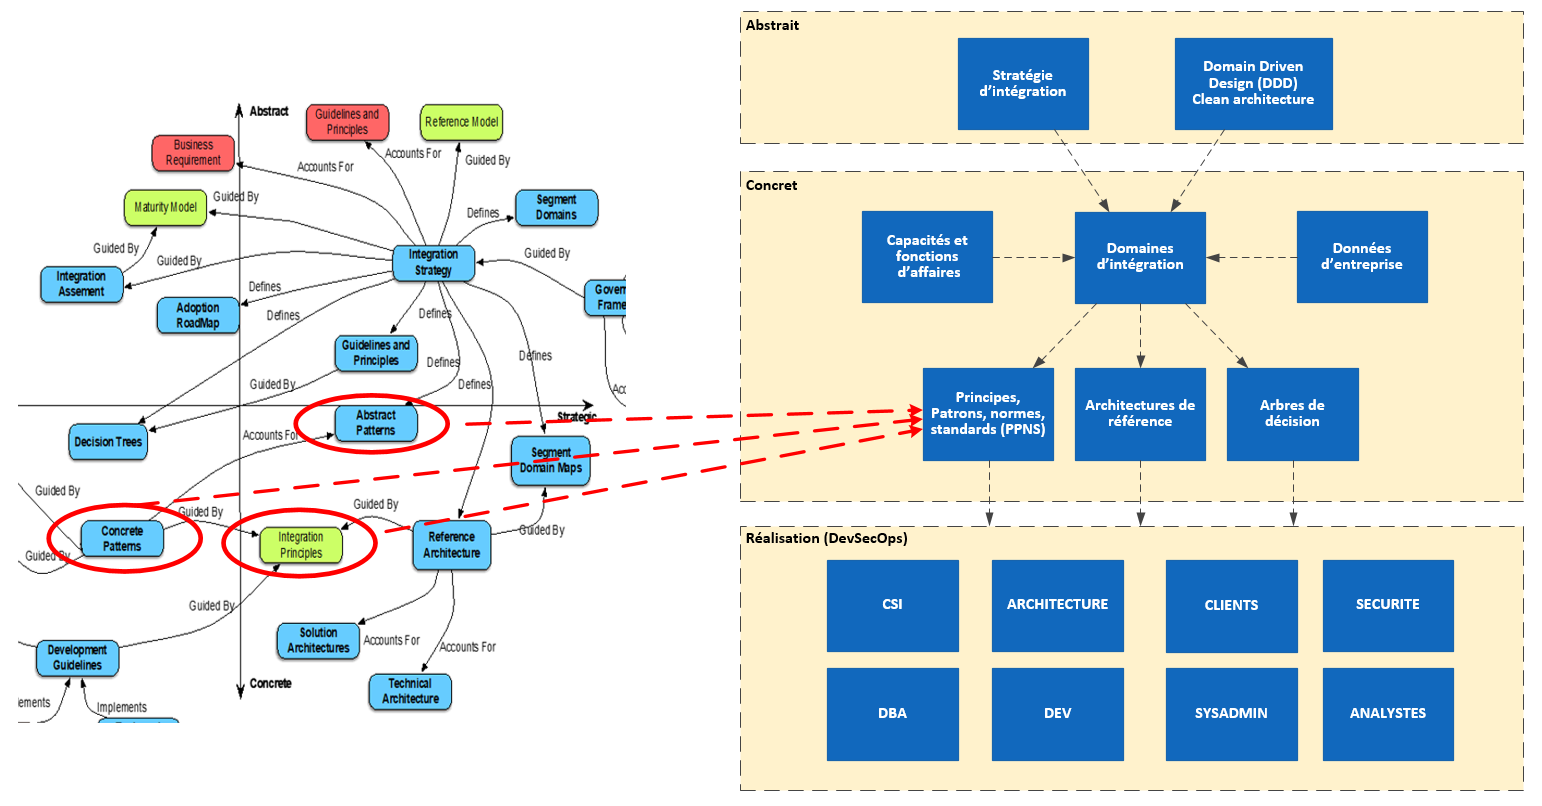 Abstract
Guidelines and
Principles
Reference Model
Business
Requirement
Accounts For
Accounts For
Guided By
Maturity Model
Guided By
Segment
Domains
Defines
Guided By
Guided By
Integration
Strategy
Guided By
Integration
Assement
Defines
Adoption
RoadMap
Defines
Defines
Guidelines and
Principles
Defines
Defines
Defines
Guided By
Abstract
Patterns
Strategic
Decision Trees
Accounts For
Segment
Domain Maps
Guided By
Guided By
Guided By
Concrete
Patterns
Integration
Principles
Reference
Architecture
Guided By
Guided By
Guided By
Solution
Architectures
Accounts For
Accounts For
Development
Guidelines
Concrete
Technical
Architecture
Implements
Abstrait
Stratégie
d'intégration
Domain Driven
Design (DDD)
Clean architecture
Concret
Capacités et
fonctions
d'affaires
Domaines
d'intégration
Données
d'entreprise
Principes,
Patrons, normes,
standards (PPNS)
Architectures de
référence
Arbres de
décision
Réalisation (DevSecOps)
CSI
ARCHITECTURE
CLIENTS
SECURITE
DBA
DEV
SYSADMIN
ANALYSTES